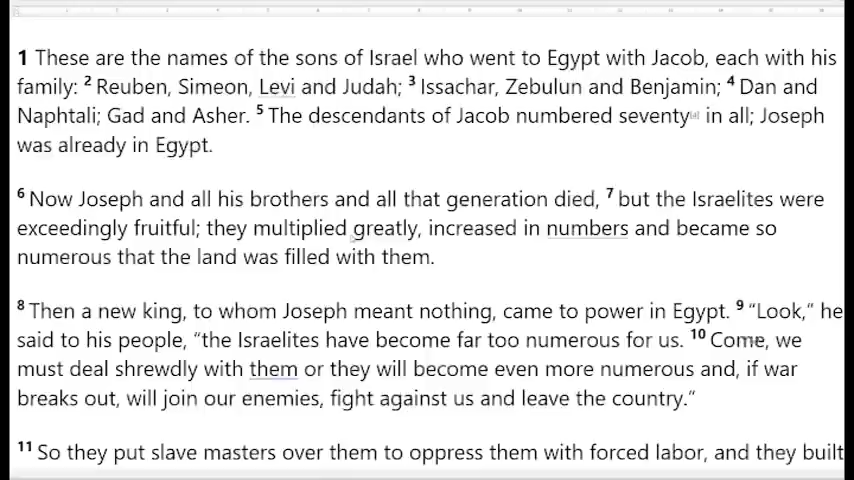 1 These are the names of the sons of Israel who went to Egypt with Jacob, each with his
family: 2 Reuben, Simeon, Levi and Judah; 3 Issachar, Zebulun and Benjamin; 4 Dan and
Naphtali; Gad and Asher. 5 The descendants of Jacob numbered seventy[a] in all; Joseph
was already in Egypt.
6 Now Joseph and all his brothers and all that generation died, 7 but the Israelites were
exceedingly fruitful; they multiplied greatly, increased in numbers and became so
numerous that the land was filled with them.
8 Then a new king, to whom Joseph meant nothing, came to power in Egypt. 9 “Look,” he
said to his people, “the Israelites have become far too numerous for us. 10 Come, we
must deal shrewdly with them or they will become even more numerous and, if war
breaks out, will join our enemies, fight against us and leave the country.”
11 So they put slave masters over them to oppress them with forced labor, and they built